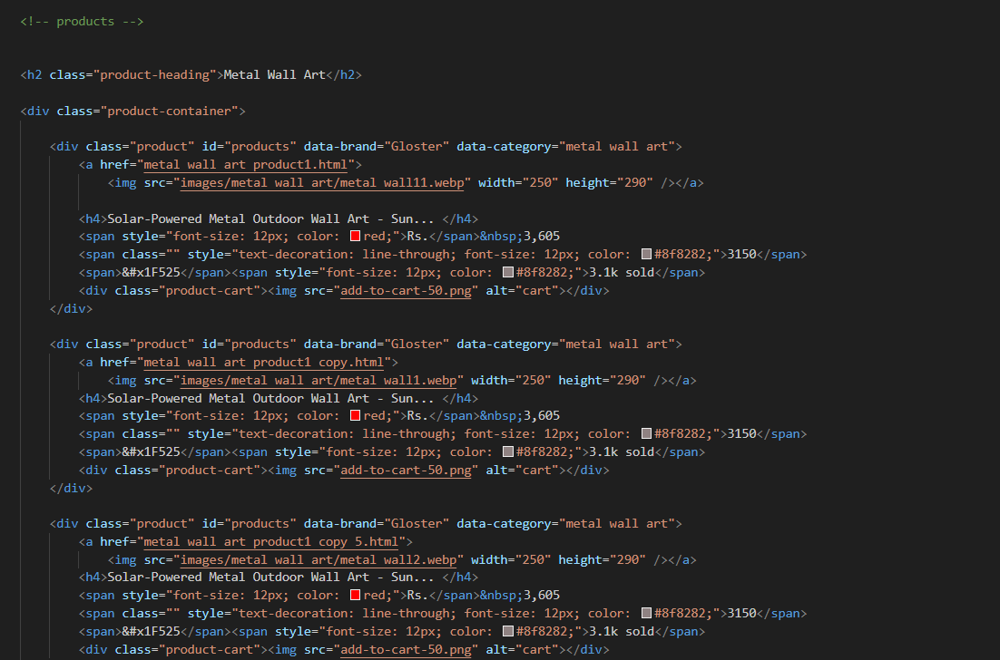 <!-- products -->
<h2 class="product-heading">Metal Wall Art</h2>
<div class="product-container">
<div class="product" id="products" data-brand="Gloster" data-category="metal wall art">
<a href="metal wall art product1.html">
<img src="images/metal wall art/metal wall11.webp" width="250" height="290" /></a>
<h4>Solar-Powered Metal Outdoor Wall Art - Sun... </h4>
<span style="font-size: 12px; color: red;">Rs.</span>&nbsp;3,605
<span class="" style="text-decoration: line-through; font-size: 12px; color: #8f8282;">3150</span>
<span>&#x1F525</span><span style="font-size: 12px; color: #8f8282;">3.1k sold</span>
<div class="product-cart"><img src="add-to-cart-50.png" alt="cart"></div>
</div>
<div class="product" id="products" data-brand="Gloster" data-category="metal wall art">
<a href="metal wall art product1 copy.html">
<img src="images/metal wall art/metal wall1.webp" width="250" height="290" /></a>
<h4>Solar-Powered Metal Outdoor Wall Art - Sun... </h4>
<span style="font-size: 12px; color: red;">Rs.</span>&nbsp;3,605
<span class="" style="text-decoration: line-through; font-size: 12px; color: #8f8282;">3150</span>
<span>&#x1F525</span><span style="font-size: 12px; color: #8f8282;">3.1k sold</span>
<div class="product-cart"><img src="add-to-cart-50.png" alt="cart"></div>
</div>
<div class="product" id="products" data-brand="Gloster" data-category="metal wall art">
<a href="metal wall art product1 copy 5.html">
<img src="images/metal wall art/metal wall2.webp" width="250" height="290" /></a>
<h4>Solar-Powered Metal Outdoor Wall Art - Sun... </h4>
<span style="font-size: 12px; color: red;">Rs.</span>&nbsp;3,605
<span class="" style="text-decoration: line-through; font-size: 12px; color: #8f8282;">3150</span>
<span>&#x1F525</span><span style="font-size: 12px; color: #8f8282;">3.1k sold</span>
<div class="product-cart"><img src="add-to-cart-50.png" alt="cart"></div>